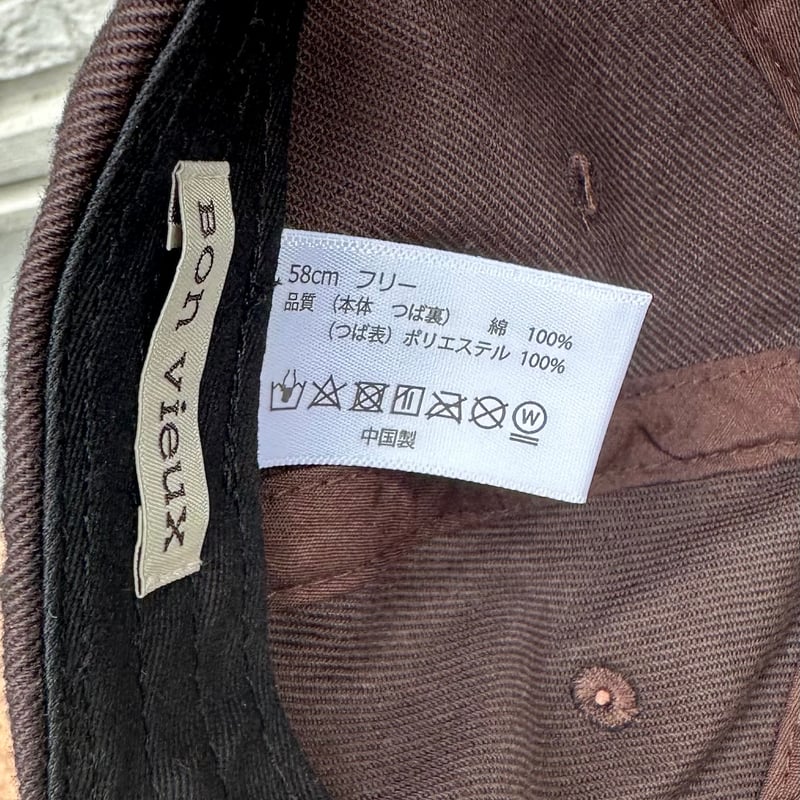 Bon vieux
58cm フリー
品質 （本体 つば裏） 綿 100%
（つば表）ポリエステル 100%
W
中国製